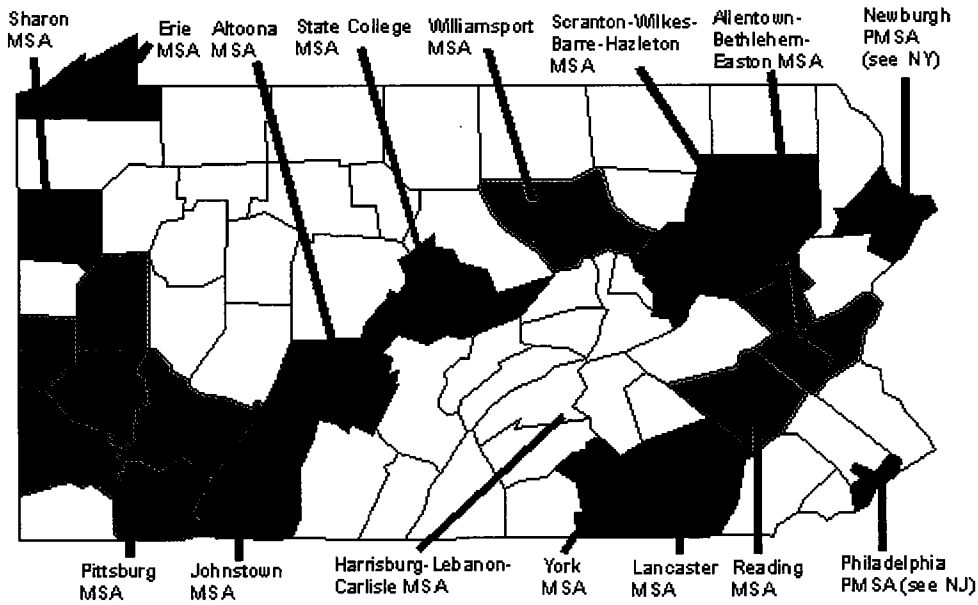 Sharon
MSA
Erie
MSA
Altoona
MSA
State College
MSA
Williamsport
MSA
Scranton-Wilkes-
Barre-Hazleton
MSA
Allentown-
Bethlehem-
Easton MSA
Newburgh
PMSA
(see NY)
Pittsburg
MSA
Johnstown
MSA
Harrisburg-Lebanon-
Carlisle MSA
York
MSA
Lancaster
MSA
Reading
MSA
Philadelphia
PMSA (see NJ)